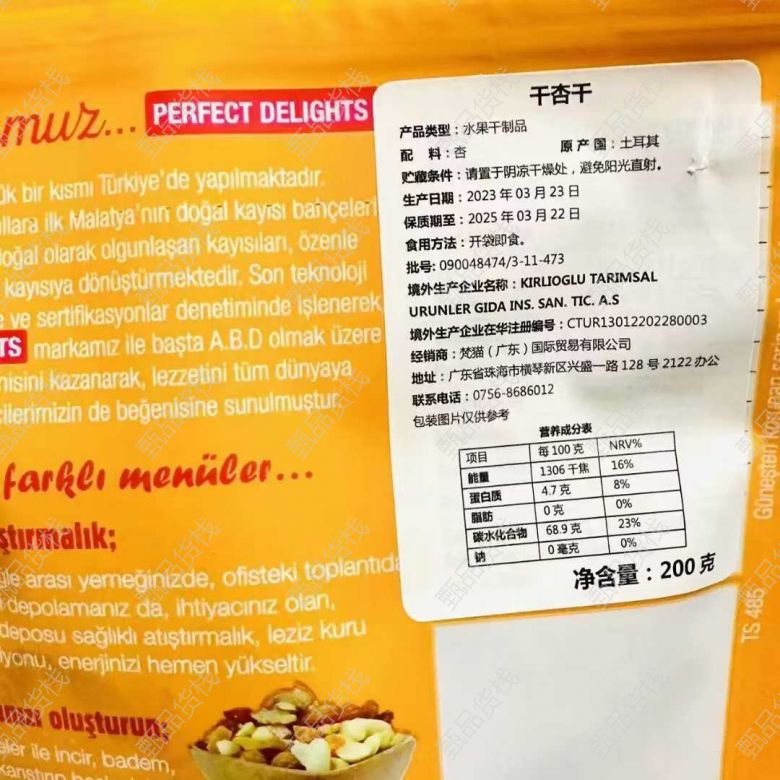 muz...
PERFECT DELIGHTS
ük bir kısmı Türkiye'de yapılmaktadır.
llara ilk Malatya'nın doğal kayısı bahçeleri
doğal olarak olgunlaşan kayısıları, özenle
kayısıya dönüştürmektedir. Son teknoloji
e ve sertifikasyonlar denetiminde işlenerek
TS markamız ile başta A.B.D olmak üzere
nisini kazanarak, lezzetini tüm dünyaya
cilerimizin de beğenisine sunulmuştur.
farklı menüler...
ştırmalık;
ğle arası yemeğinizde, ofisteki toplantıda
depolamanız da, ihtiyacınız olan,
deposu sağlıklı atıştırmalık, leziz kuru
iyonu, enerjinizi hemen yükseltir.
oluşturun;
eler ile incir, badem,
干杏干
产品类型：水果干制品
配 料：杏 原 产 国：土耳其
贮藏条件：请置于阴凉干燥处，避免阳光直射。
生产日期：2023 年 03 月 23 日
保质期至：2025 年 03 月 22 日
食用方法：开袋即食。
批号: 090048474/3-11-473
境外生产企业名称：KIRLIOGLU TARIMSAL
URUNLER GIDA INS. SAN. TIC. A.S
境外生产企业在华注册编号：CTUR13012202280003
经销商：梵猫（广东）国际贸易有限公司
地址：广东省珠海市横琴新区兴盛一路 128 号 2122 办公
联系电话：0756-8686012
包装图片仅供参考
营养成分表
项目 每 100 克 NRV%
能量 1306 千焦 16%
蛋白质 4.7 克 8%
脂肪 0 克 0%
碳水化合物 68.9 克 23%
钠 0 毫克 0%
净含量：200 克
TS 485
甄品货栈